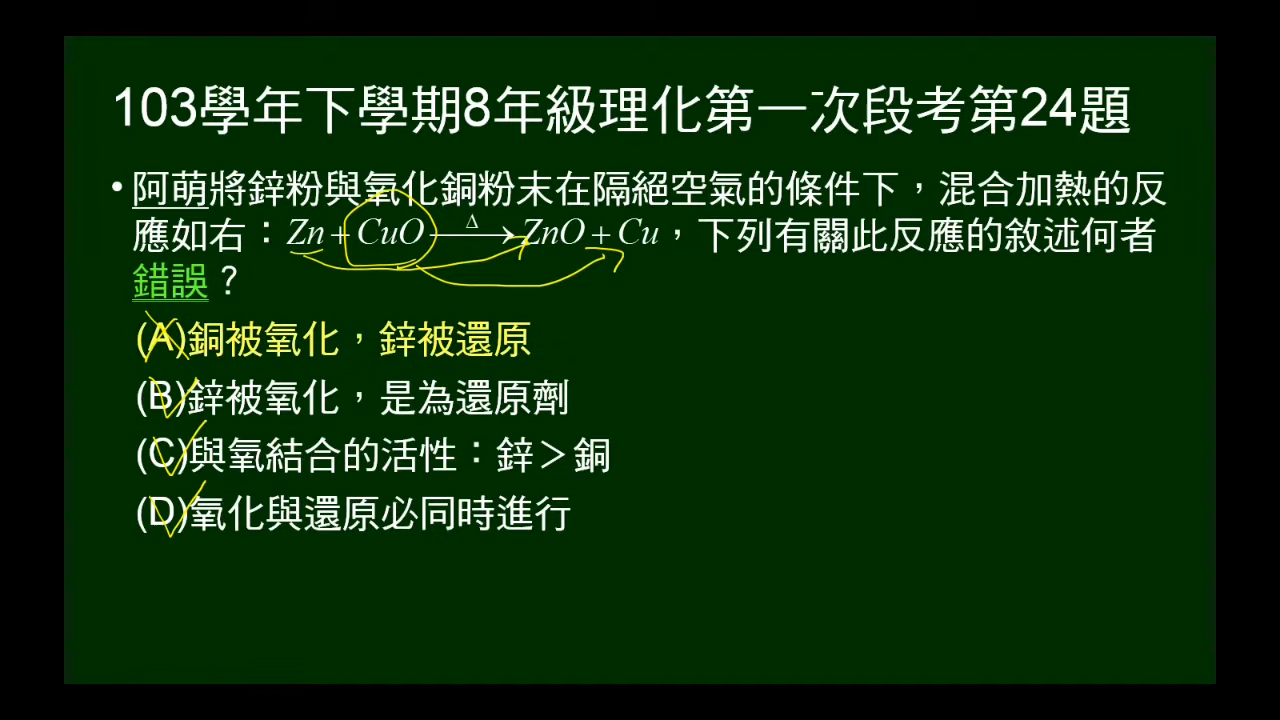 103學年下學期8年級理化第一次段考第24題
•阿萌將鋅粉與氧化銅粉末在隔絕空氣的條件下，混合加熱的反
應如右：Zn+CuO—Δ→ZnO+Cu，下列有關此反應的敘述何者
錯誤？
(A)銅被氧化，鋅被還原
(B)鋅被氧化，是為還原劑
(C)與氧結合的活性：鋅＞銅
(D)氧化與還原必同時進行